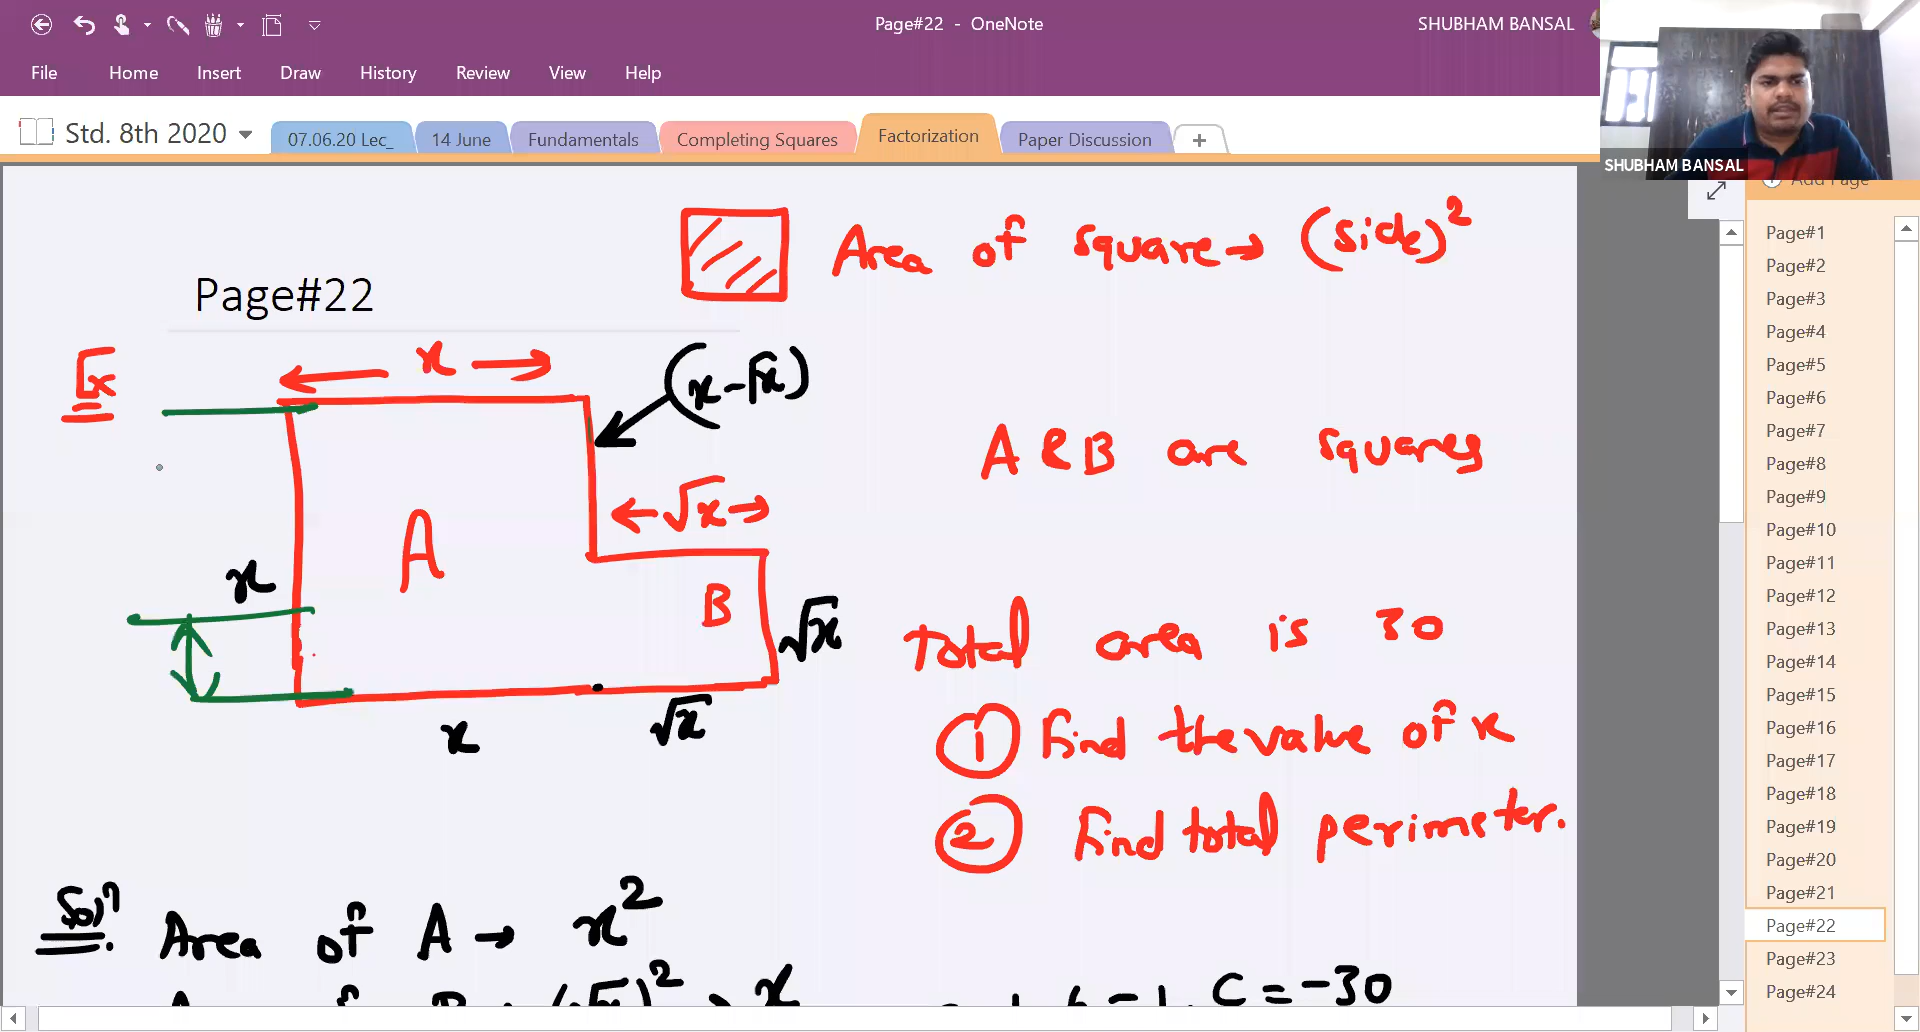 Page#22 - OneNote
SHUBHAM BANSAL
File Home Insert Draw History Review View Help
Std. 8th 2020
07.06.20 Lec_
14 June
Fundamentals
Completing Squares
Factorization
Paper Discussion
+
SHUBHAM BANSAL
Add Page
Page#22
Area of square → (side)²
Ex
x
(x-√x)
A & B are squares
√x
A
x
B
√x
Total area is 30
x
√x
① Find the value of x
② Find total perimeter.
Solⁿ. Area of A → x²
C = -30
Page#1
Page#2
Page#3
Page#4
Page#5
Page#6
Page#7
Page#8
Page#9
Page#10
Page#11
Page#12
Page#13
Page#14
Page#15
Page#16
Page#17
Page#18
Page#19
Page#20
Page#21
Page#22
Page#23
Page#24